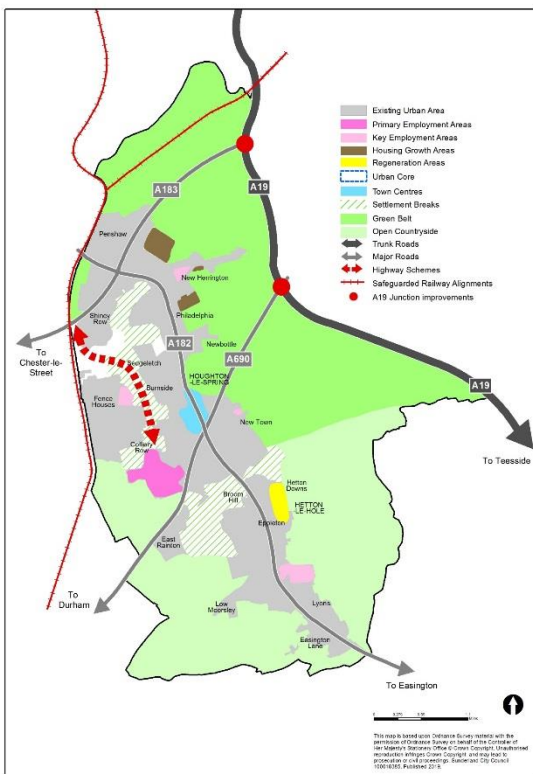 Existing Urban Area
Primary Employment Areas
Key Employment Areas
Housing Growth Areas
Regeneration Areas
Urban Core
Town Centres
Settlement Breaks
Green Belt
Open Countryside
Trunk Roads
Major Roads
Highway Schemes
Safeguarded Railway Alignments
A19 Junction improvements
A183
A19
Penshaw
New Herrington
Shiney
Row
Philadelphia
To
Chester-le-
Street
A182
Newbottle
A690
Sedgeletch
HOUGHTON
-LE-SPRING
Burnside
A19
Fence
Houses
New Town
Colliery
Row
To Teesside
Hetton
Downs
Broom
Hill
HETTON
-LE-HOLE
Eppleton
East
Rainton
To
Durham
Low
Moorsley
Lyons
Easington
Lane
To Easington
This map is based upon Ordnance Survey material with the
permission of Ordnance Survey on behalf of the Controller of
Her Majesty's Stationery Office © Crown Copyright. Unauthorised
reproduction infringes Crown Copyright and may lead to
prosecution or civil proceedings. Sunderland City Council
Published